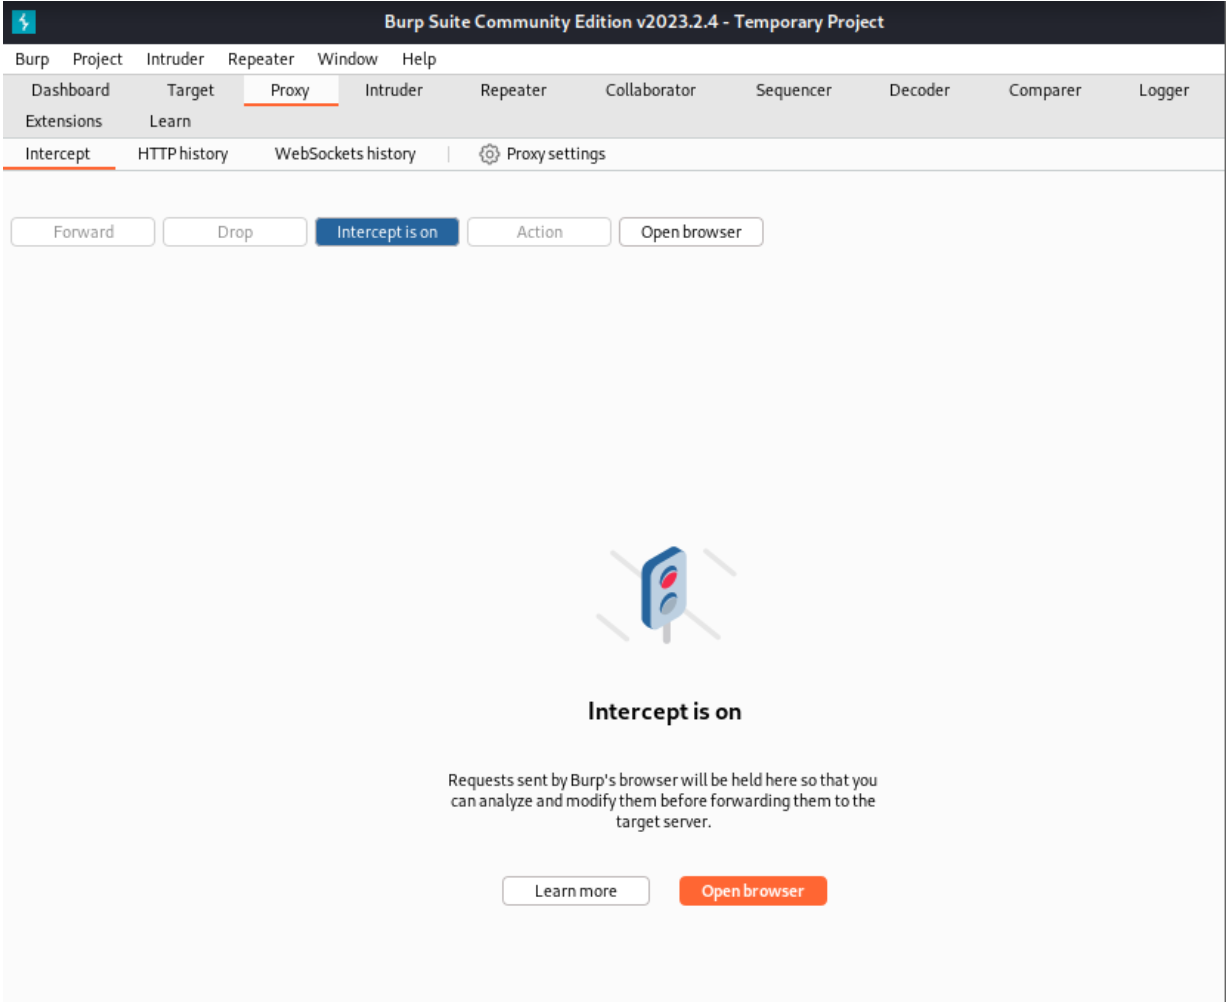 Burp Suite Community Edition v2023.2.4 - Temporary Project
Burp Project Intruder Repeater Window Help
Dashboard Target Proxy Intruder Repeater Collaborator Sequencer Decoder Comparer Logger
Extensions Learn
Intercept HTTP history WebSockets history Proxy settings
Forward Drop Intercept is on Action Open browser
Intercept is on
Requests sent by Burp's browser will be held here so that you
can analyze and modify them before forwarding them to the
target server.
Learn more Open browser